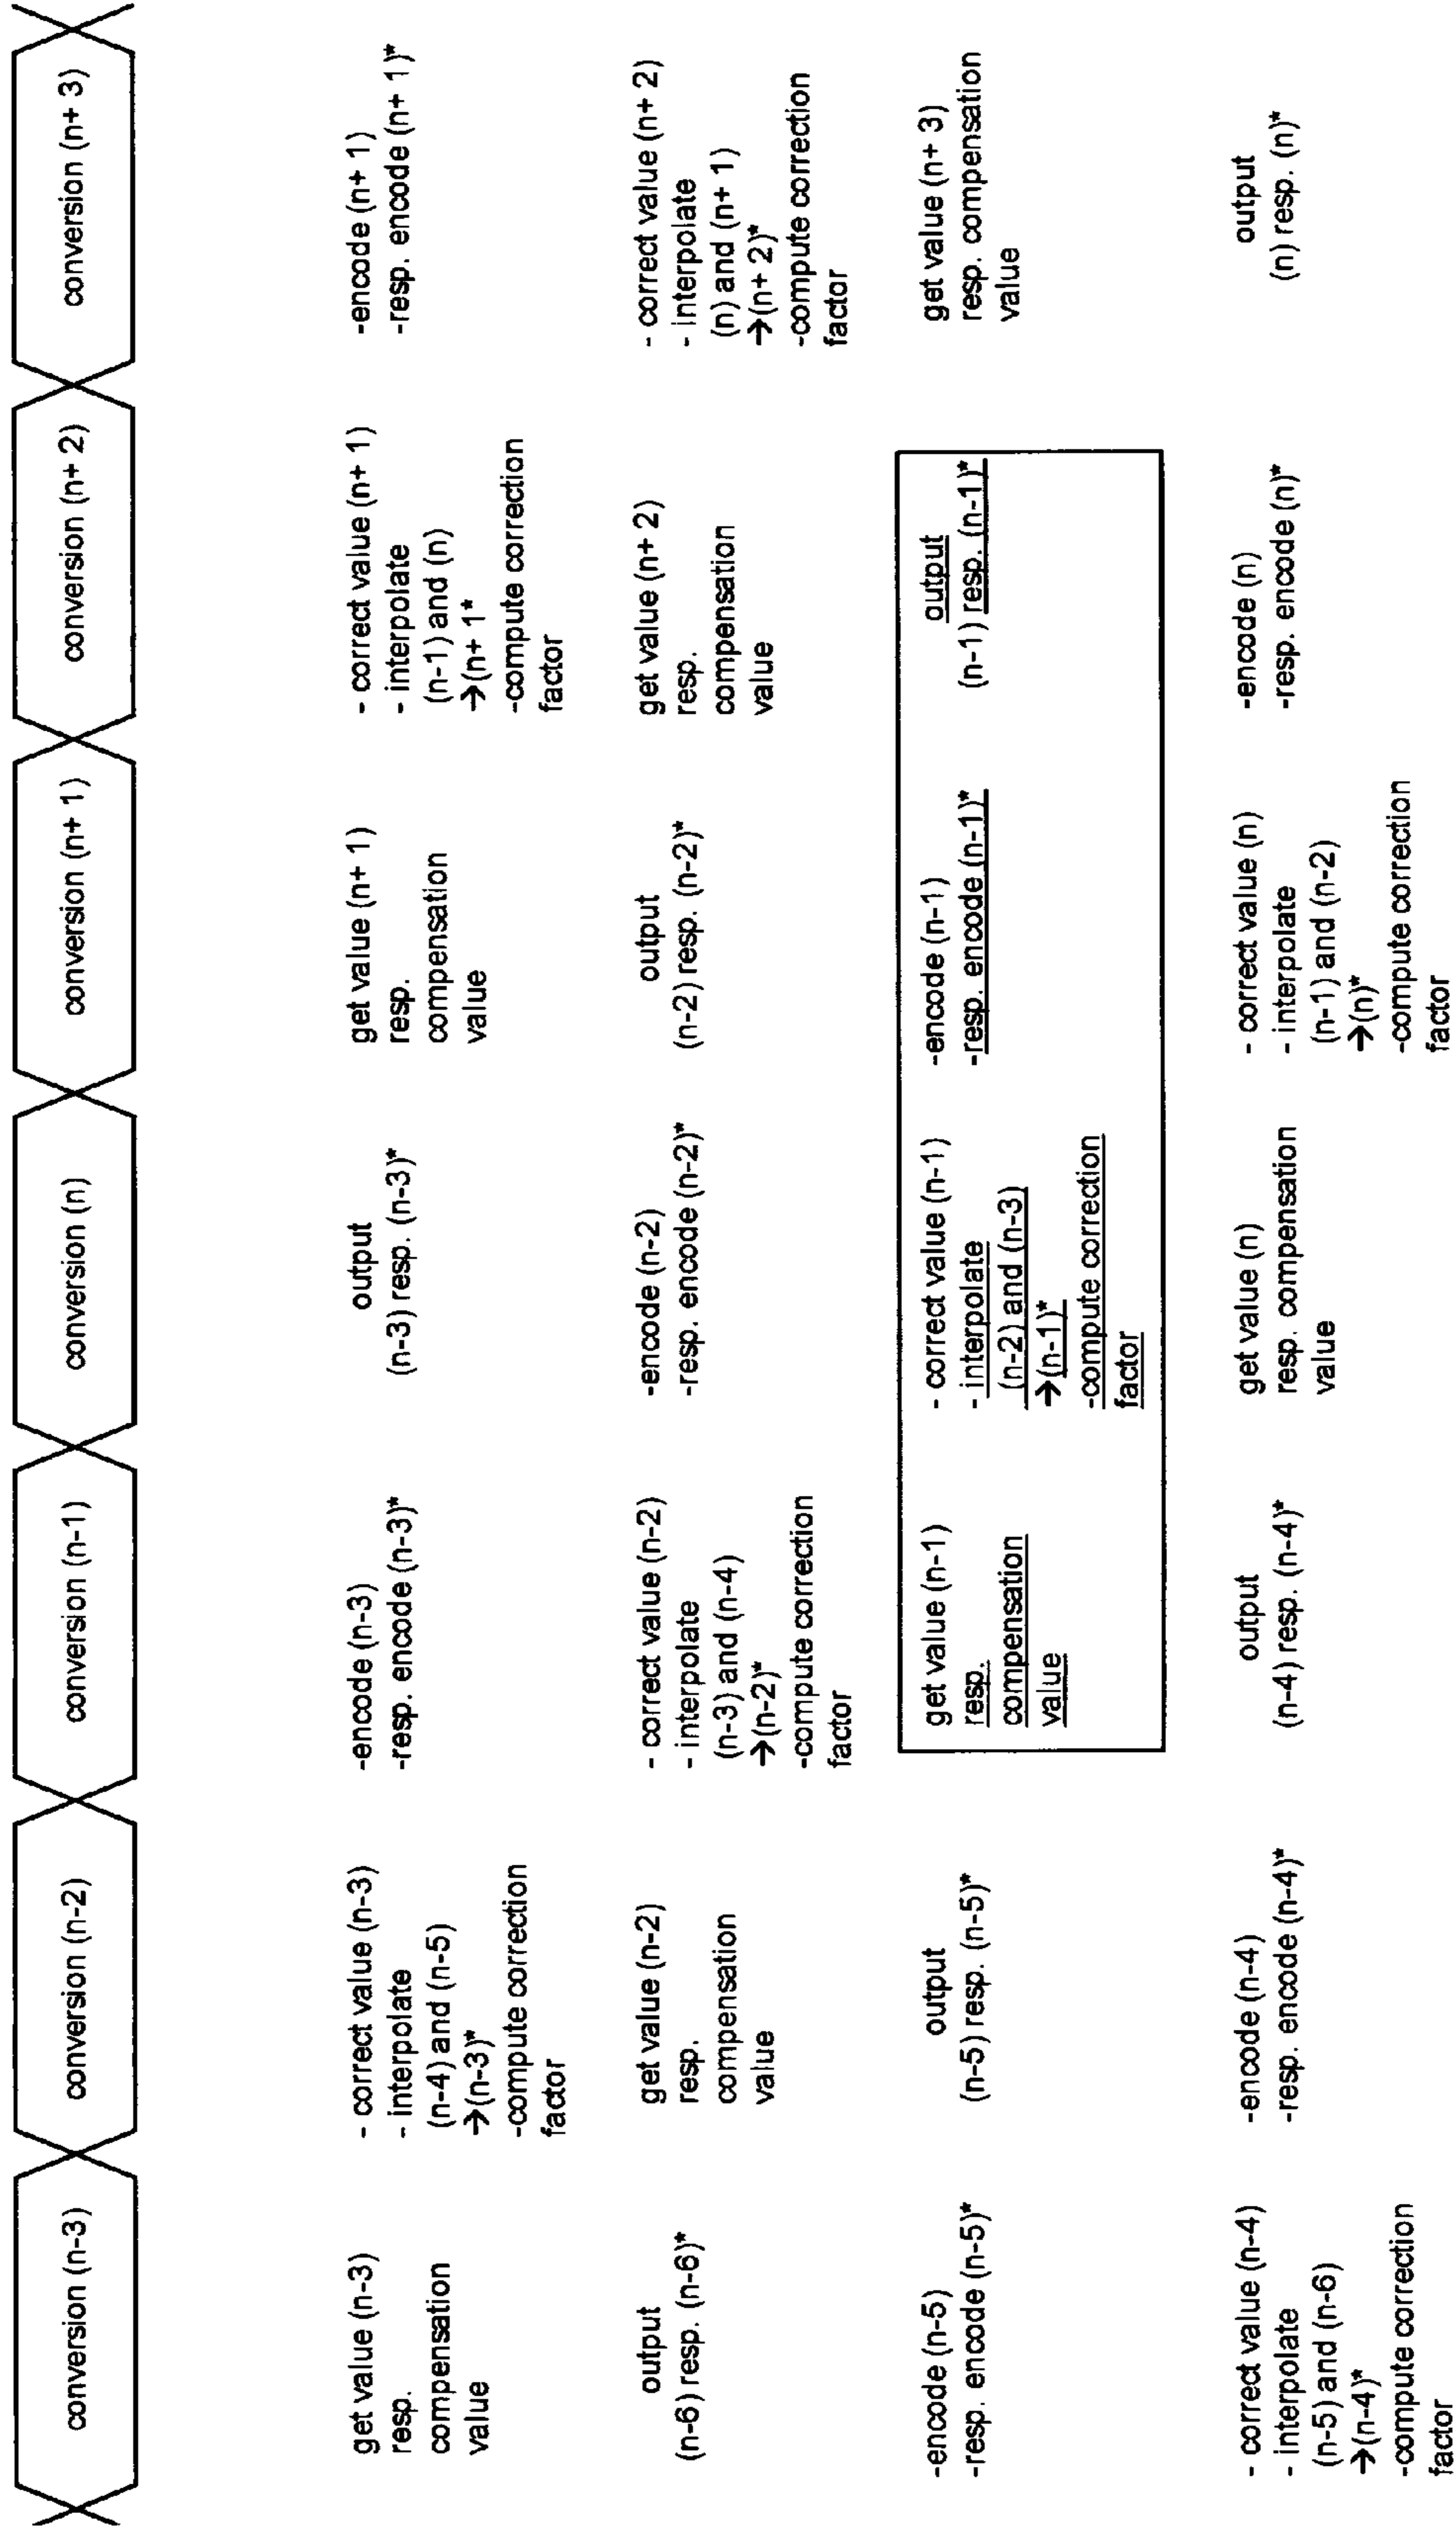 conversion (n-3)
conversion (n-2)
conversion (n-1)
conversion (n)
conversion (n+ 1)
conversion (n+ 2)
conversion (n+ 3)
get value (n-3)
resp.
compensation
value
- correct value (n-3)
- interpolate
(n-4) and (n-5)
→(n-3)*
-compute correction
factor
-encode (n-3)
-resp. encode (n-3)*
output
(n-3) resp. (n-3)*
get value (n+ 1)
resp.
compensation
value
- correct value (n+ 1)
- interpolate
(n-1) and (n)
→(n+ 1*
-compute correction
factor
-encode (n+ 1)
-resp. encode (n+ 1)*
output
(n-6) resp. (n-6)*
get value (n-2)
resp.
compensation
value
- correct value (n-2)
- interpolate
(n-3) and (n-4)
→(n-2)*
-compute correction
factor
-encode (n-2)
-resp. encode (n-2)*
output
(n-2) resp. (n-2)*
get value (n+ 2)
resp.
compensation
value
- correct value (n+ 2)
- interpolate
(n) and (n+ 1)
→(n+ 2)*
-compute correction
factor
-encode (n-5)
-resp. encode (n-5)*
output
(n-5) resp. (n-5)*
get value (n-1)
resp.
compensation
value
- correct value (n-1)
- interpolate
(n-2) and (n-3)
→(n-1)*
-compute correction
factor
-encode (n-1)
-resp. encode (n-1)*
output
(n-1) resp. (n-1)*
get value (n+ 3)
resp. compensation
value
- correct value (n-4)
- interpolate
(n-5) and (n-6)
→(n-4)*
-compute correction
factor
-encode (n-4)
-resp. encode (n-4)*
output
(n-4) resp. (n-4)*
get value (n)
resp. compensation
value
- correct value (n)
- interpolate
(n-1) and (n-2)
→(n)*
-compute correction
factor
-encode (n)
-resp. encode (n)*
output
(n) resp. (n)*